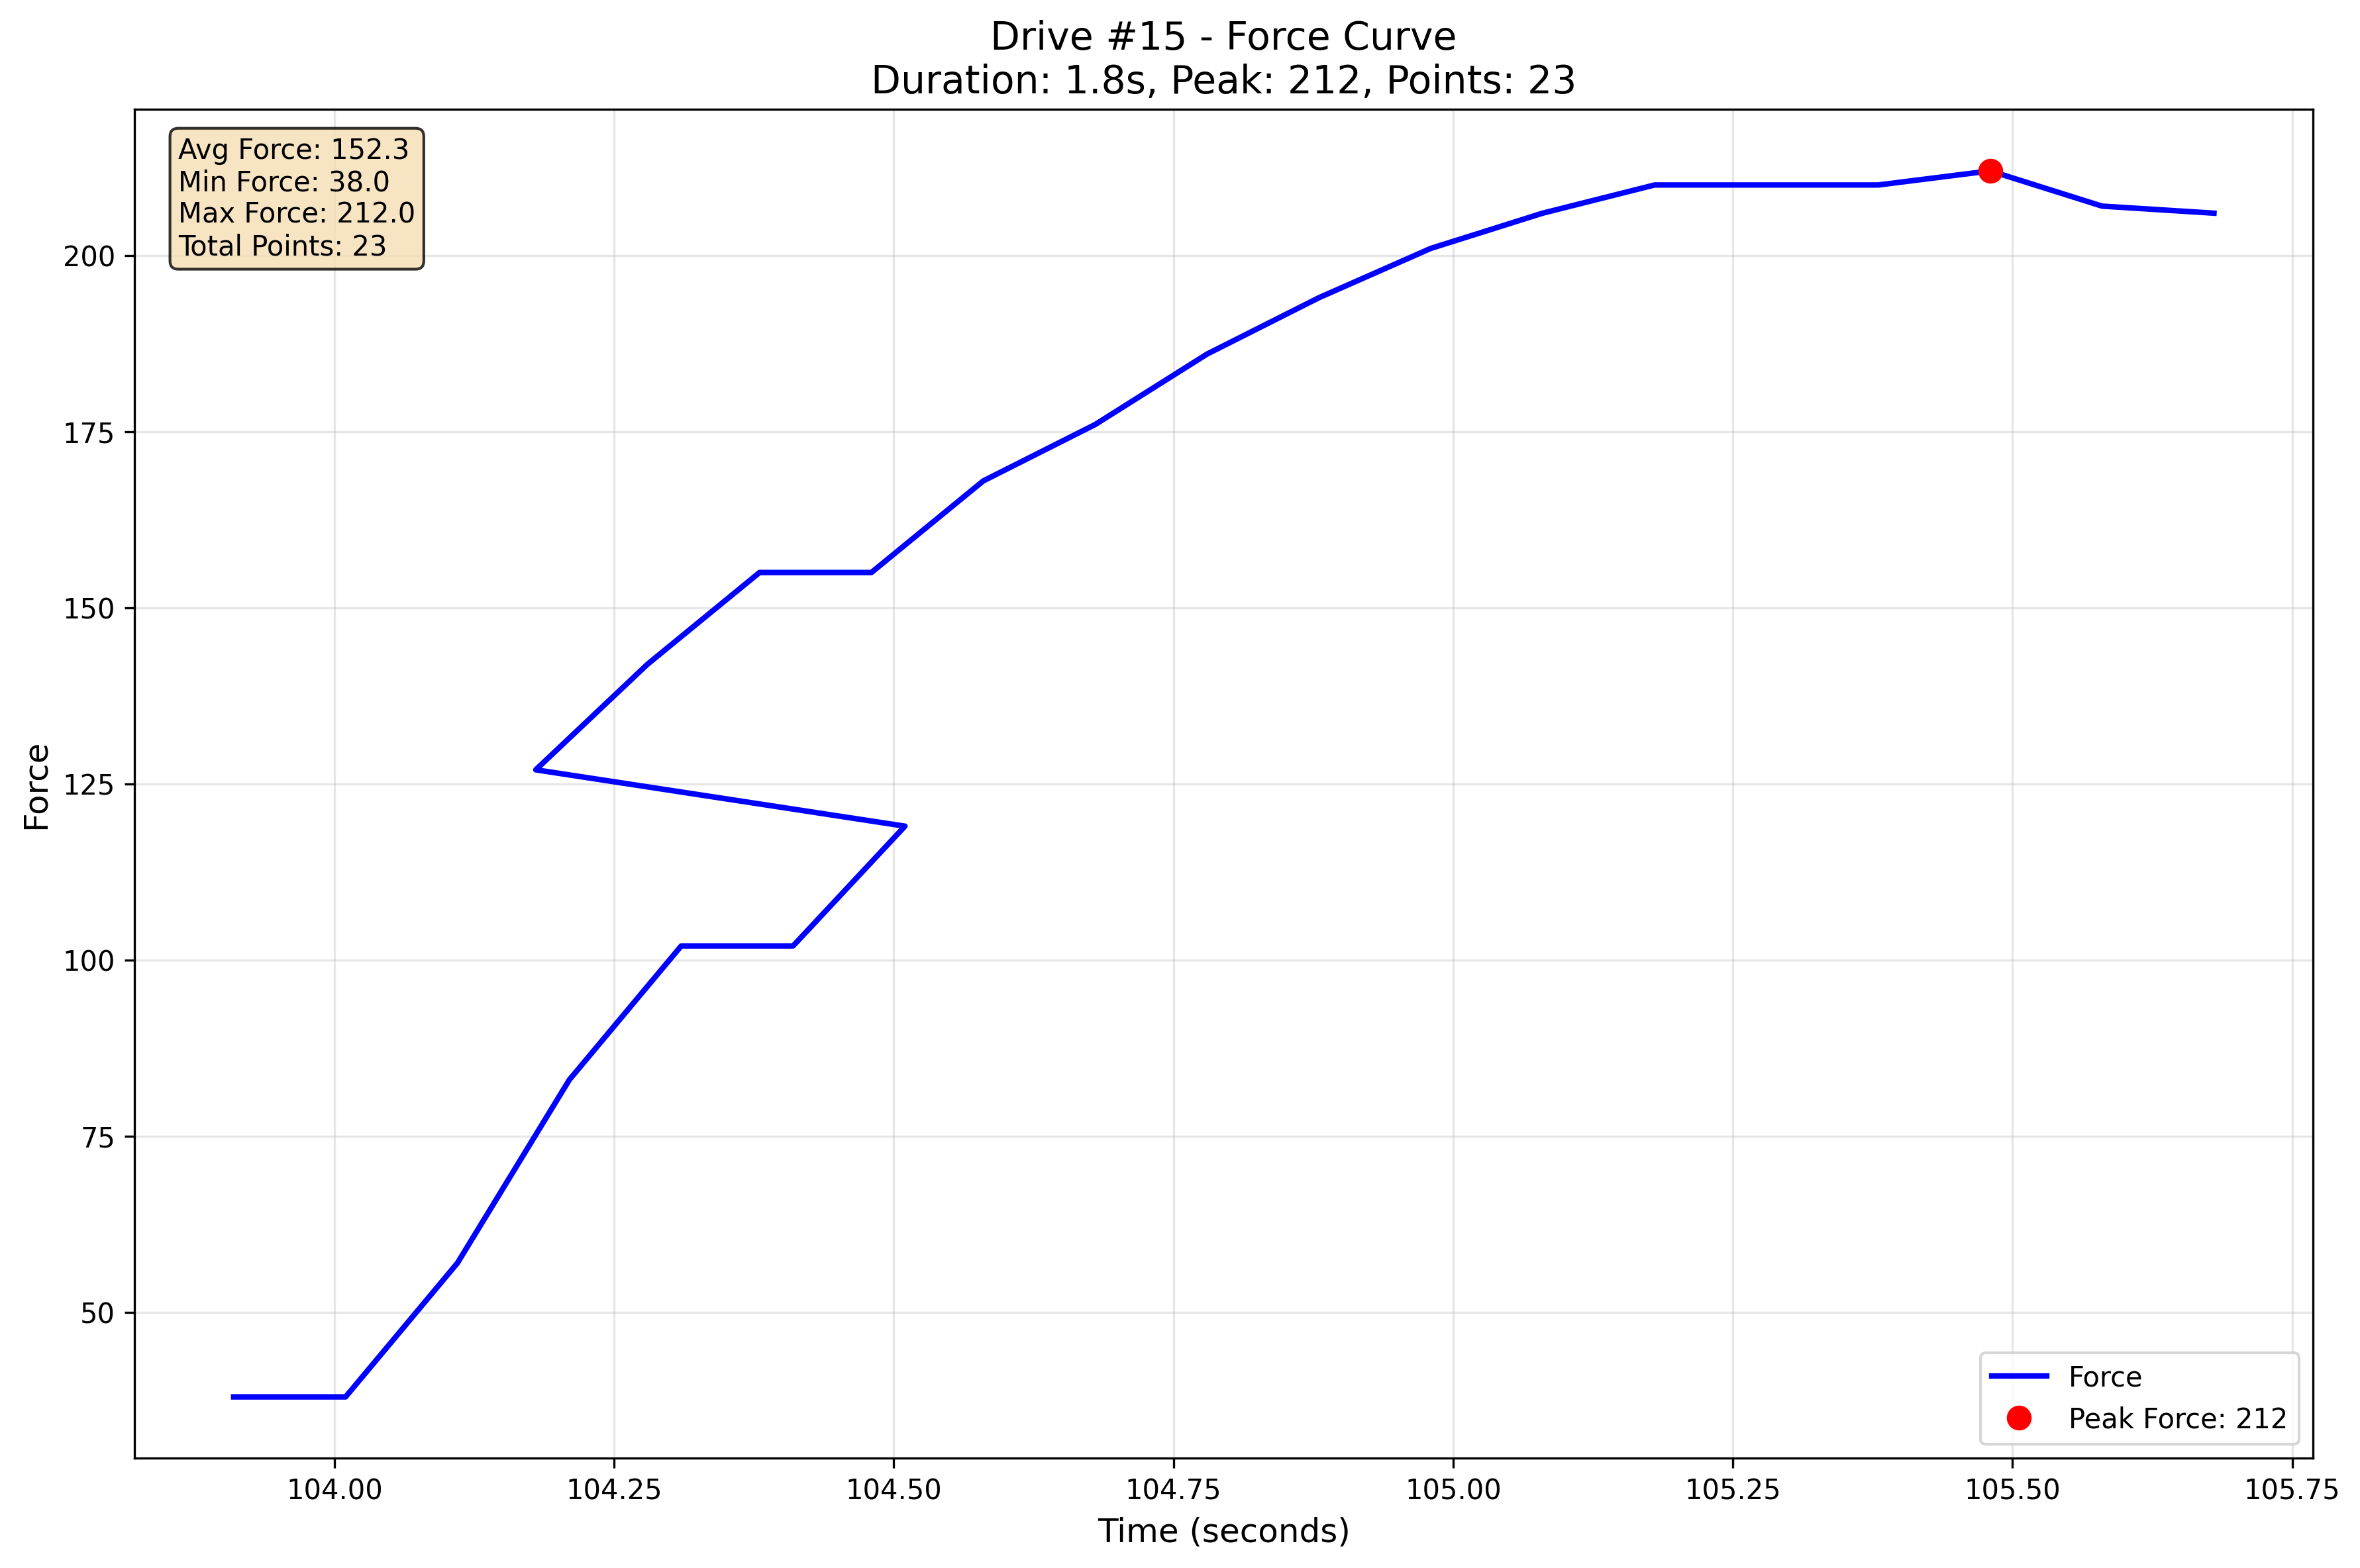 Drive #15 - Force Curve
Duration: 1.8s, Peak: 212, Points: 23
Avg Force: 152.3
Min Force: 38.0
Max Force: 212.0
Total Points: 23
Force
200
175
150
125
100
75
50
Force
Peak Force: 212
104.00 104.25 104.50 104.75 105.00 105.25 105.50 105.75
Time (seconds)